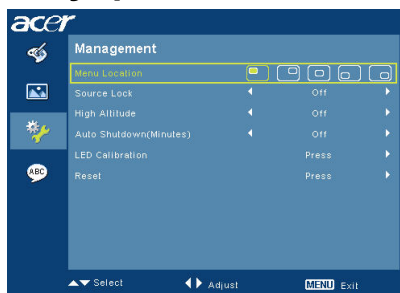 acer
Management
Menu Location
Source Lock Off
High Altitude Off
Auto Shutdown(Minutes) Off
LED Calibration Press
Reset Press
ABC
Select Adjust MENU Exit